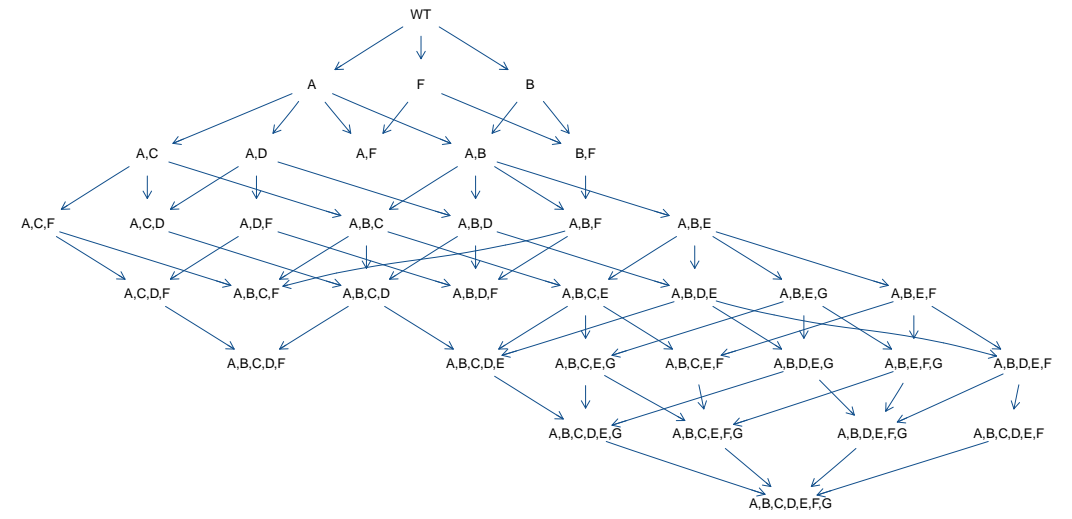 WT
A
F
B
A,C
A,D
A,F
A,B
B,F
A,C,F
A,C,D
A,D,F
A,B,C
A,B,D
A,B,F
A,B,E
A,C,D,F
A,B,C,F
A,B,C,D
A,B,D,F
A,B,C,E
A,B,D,E
A,B,E,G
A,B,E,F
A,B,C,D,F
A,B,C,D,E
A,B,C,E,G
A,B,C,E,F
A,B,D,E,G
A,B,E,F,G
A,B,D,E,F
A,B,C,D,E,G
A,B,C,E,F,G
A,B,D,E,F,G
A,B,C,D,E,F
A,B,C,D,E,F,G